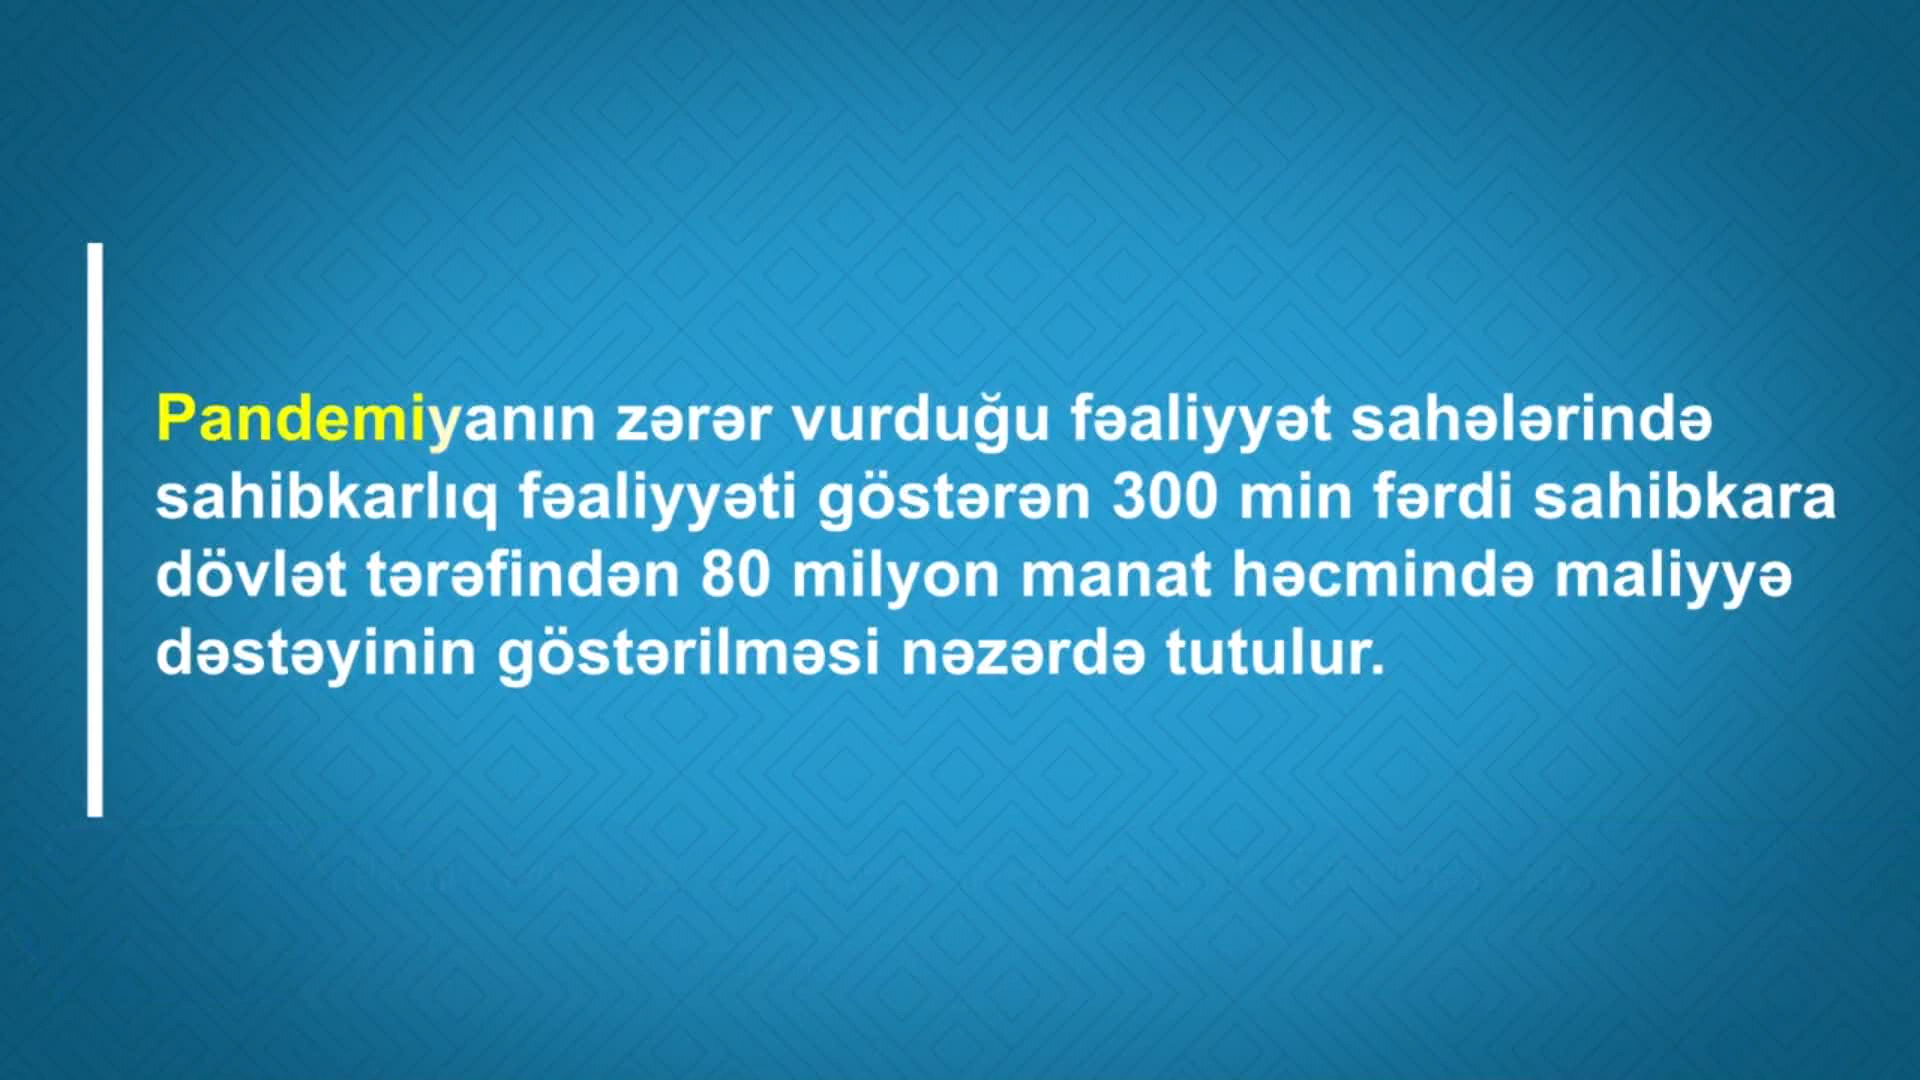 Pandemiyanın zərər vurduğu fəaliyyət sahələrində
sahibkarlıq fəaliyyəti göstərən 300 min fərdi sahibkara
dövlət tərəfindən 80 milyon manat həcmində maliyyə
dəstəyinin göstərilməsi nəzərdə tutulur.